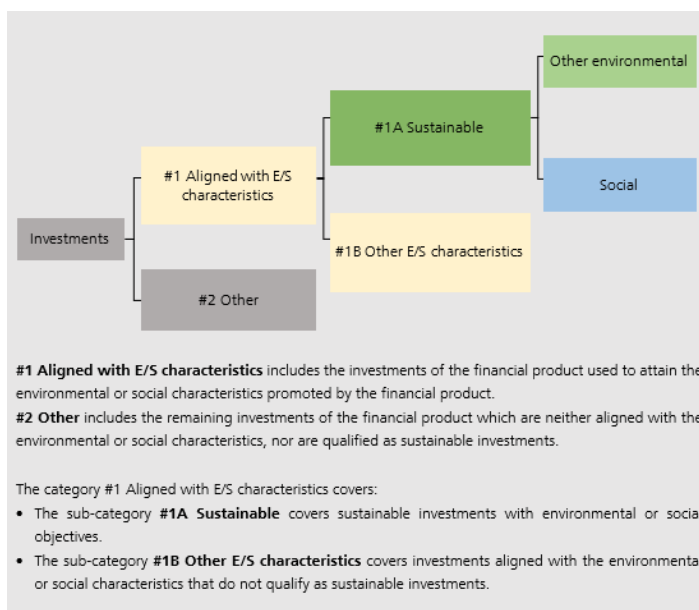 Other environmental
#1A Sustainable
#1 Aligned with E/S
characteristics
Social
Investments
#1B Other E/S characteristics
#2 Other
#1 Aligned with E/S characteristics includes the investments of the financial product used to attain the
environmental or social characteristics promoted by the financial product.
#2 Other includes the remaining investments of the financial product which are neither aligned with the
environmental or social characteristics, nor are qualified as sustainable investments.
The category #1 Aligned with E/S characteristics covers:
• The sub-category #1A Sustainable covers sustainable investments with environmental or socia
objectives.
• The sub-category #1B Other E/S characteristics covers investments aligned with the environmenta
or social characteristics that do not qualify as sustainable investments.